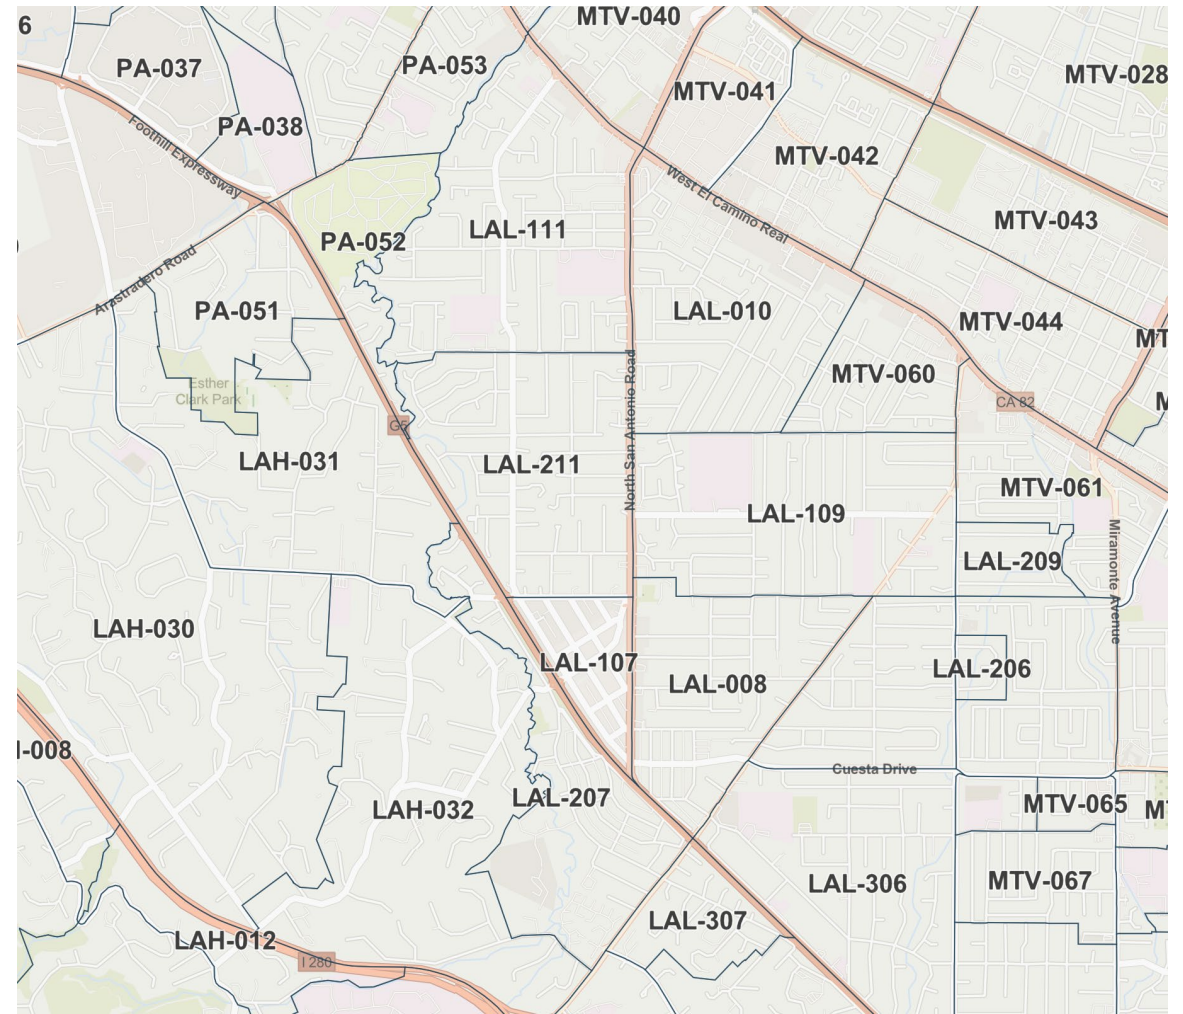 MTV-040
6
PA-037
PA-053
MTV-028
MTV-041
PA-038
Foothill Expressway
MTV-042
West El Camino Real
MTV-043
LAL-111
PA-052
Arastradero Road
PA-051
LAL-010
MTV-044
MT
MTV-060
Esther
Clark Park
North San Antonio Road
CA 82
G5
LAH-031
LAL-211
MTV-061
LAL-109
LAL-209
Miramonte Avenue
LAH-030
LAL-107
LAL-206
LAL-008
-008
Cuesta Drive
LAH-032
LAL-207
MTV-065
MT
LAL-306
MTV-067
LAL-307
LAH-012
I 280